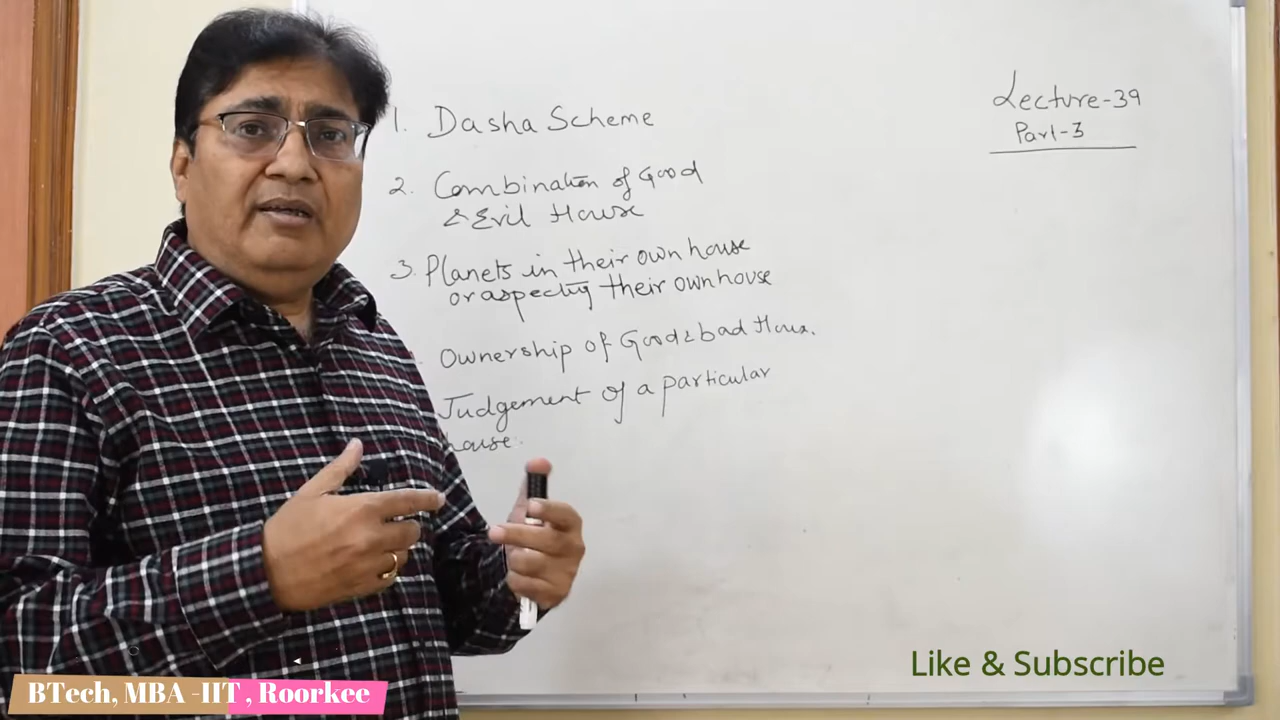 1. Dasha Scheme
2. Combination of Good
& Evil House
3. Planets in their own house
or aspecting their own house
Ownership of Good & bad House.
Judgement of a particular
house.
Lecture-39
Part-3
Like & Subscribe
BTech, MBA -IIT , Roorkee